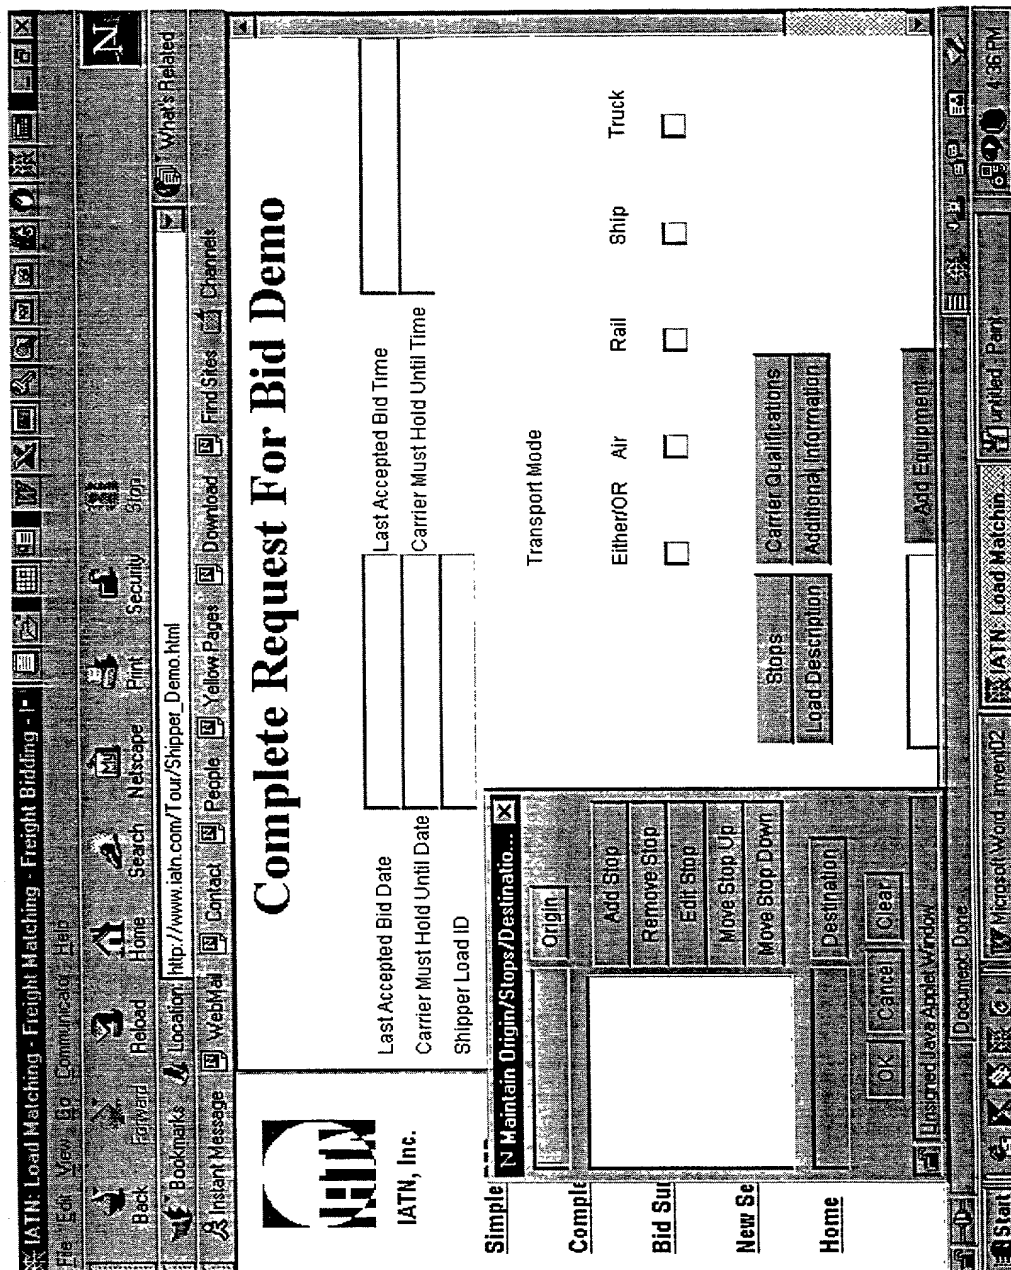 IATN: Load Matching - Freight Matching - Freight Bidding - I
File Edit View Go Communicator Help
Back Forward Reload Home Search Netscape Print Security Stop
Bookmarks Location: http://www.iatn.com/Tour/Shipper_Demo.html What's Related
Instant Message WebMail Contact People Yellow Pages Download Find Sites Channels
IATN, Inc.
Simple
Comple
Bid Su
New Se
Home
Complete Request For Bid Demo
Last Accepted Bid Date Last Accepted Bid Time
Carrier Must Hold Until Date Carrier Must Hold Until Time
Shipper Load ID
Transport Mode
Either/OR Air Rail Ship Truck
Stops Carrier Qualifications
Load Description Additional Information
Add Equipment
N Maintain Origin/Stops/Destinatio...
Origin
Add Stop
Remove Stop
Edit Stop
Move Stop Up
Move Stop Down
Destination
OK Cancel Clear
Unsigned Java Applet Window
Document: Done
Start Microsoft Word - Invent02 IATN: Load Matchin... untitled - Paint 4:36 PM